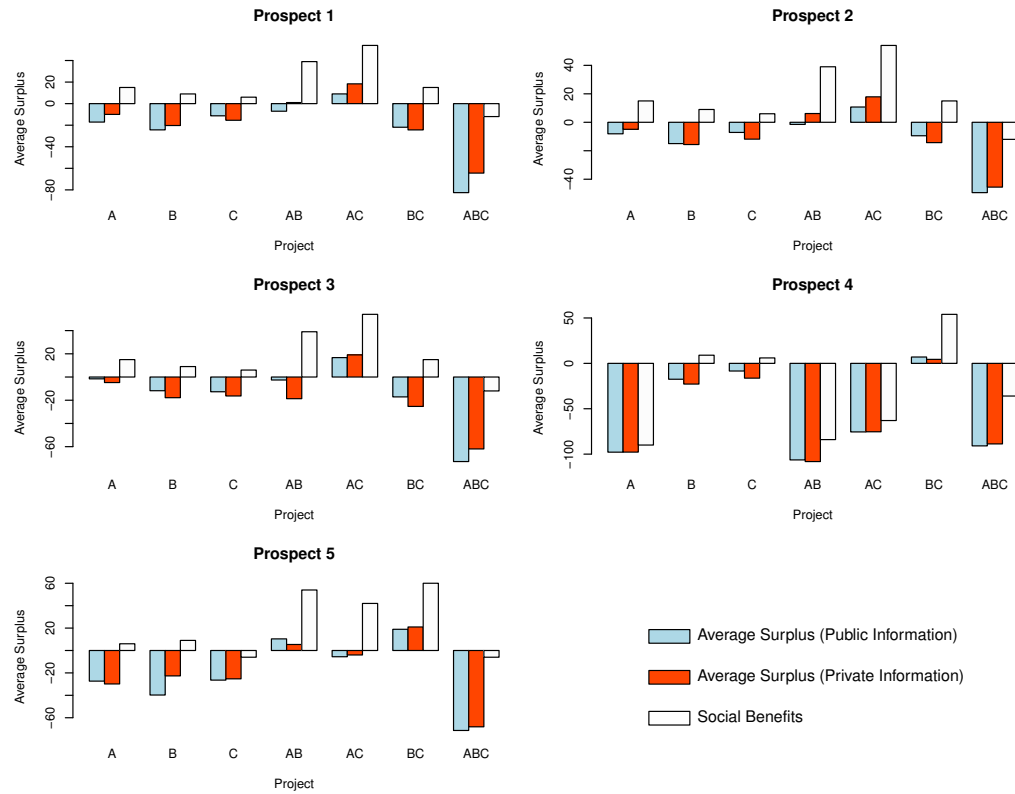 Prospect 1
Average Surplus
20
0
−40
−80
A B C AB AC BC ABC
Project
Prospect 2
Average Surplus
40
20
0
−40
A B C AB AC BC ABC
Project
Prospect 3
Average Surplus
20
−20
−60
A B C AB AC BC ABC
Project
Prospect 4
Average Surplus
50
0
−50
−100
A B C AB AC BC ABC
Project
Prospect 5
Average Surplus
60
20
−20
−60
A B C AB AC BC ABC
Project
Average Surplus (Public Information)
Average Surplus (Private Information)
Social Benefits